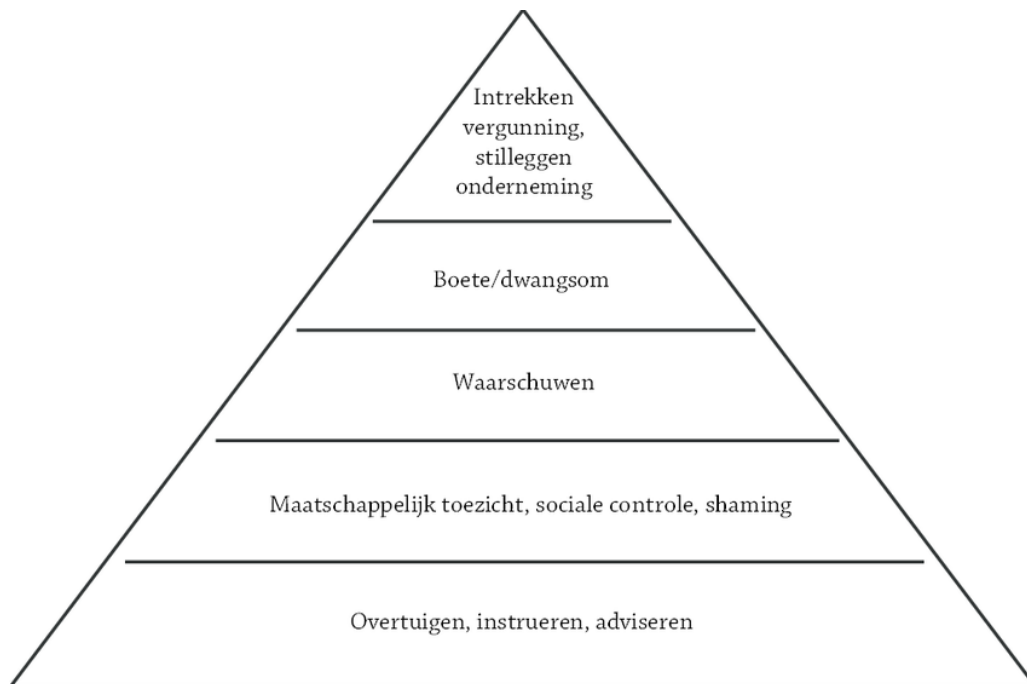 Intrekken
vergunning,
stilleggen
onderneming
Boete/dwangsom
Waarschuwen
Maatschappelijk toezicht, sociale controle, shaming
Overtuigen, instrueren, adviseren